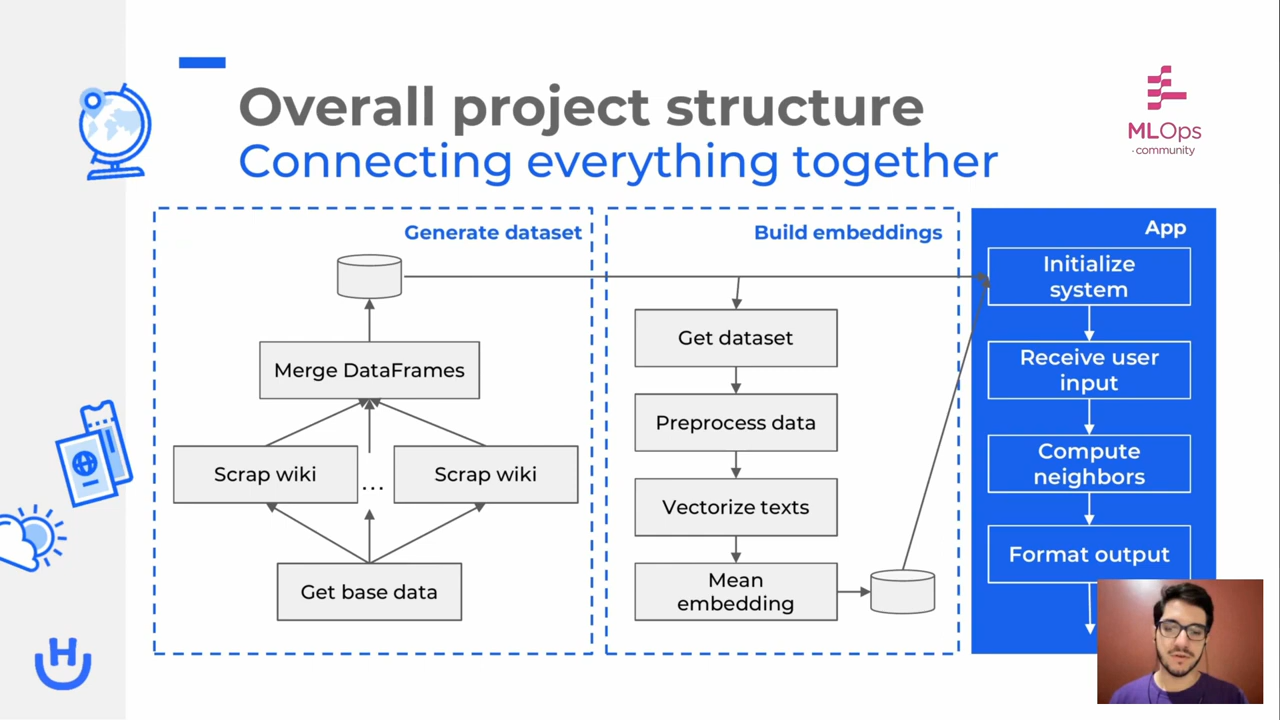 Overall project structure
Connecting everything together
MLOps
community
Generate dataset
Merge DataFrames
Scrap wiki
...
Scrap wiki
Get base data
Build embeddings
Get dataset
Preprocess data
Vectorize texts
Mean
embedding
App
Initialize
system
Receive user
input
Compute
neighbors
Format output
H